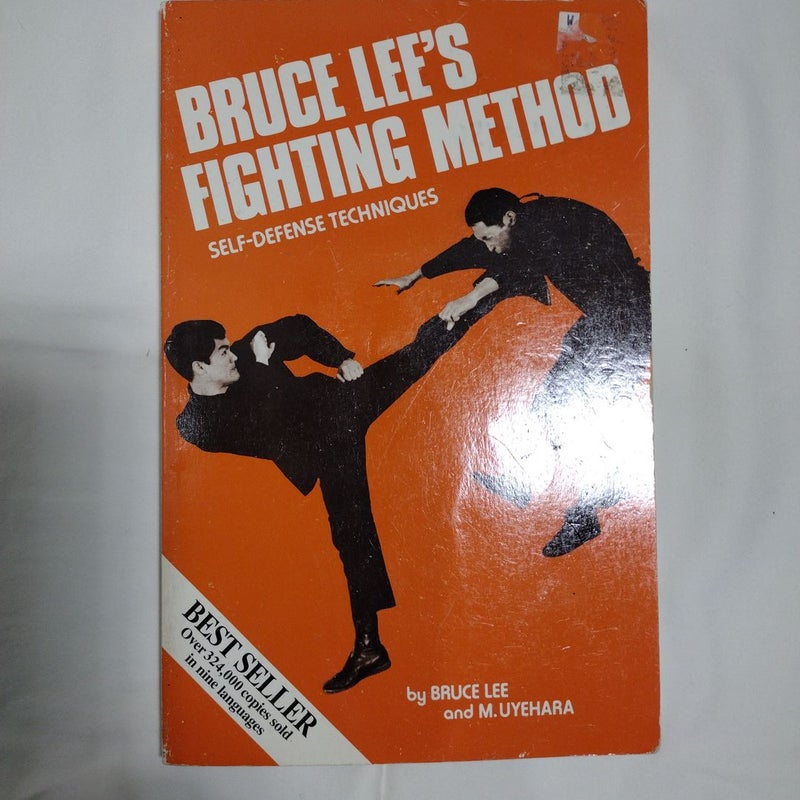 W
BRUCE LEE'S
FIGHTING METHOD
SELF-DEFENSE TECHNIQUES
BEST SELLER
Over 324,000 copies sold
in nine languages
by BRUCE LEE
and M. UYEHARA